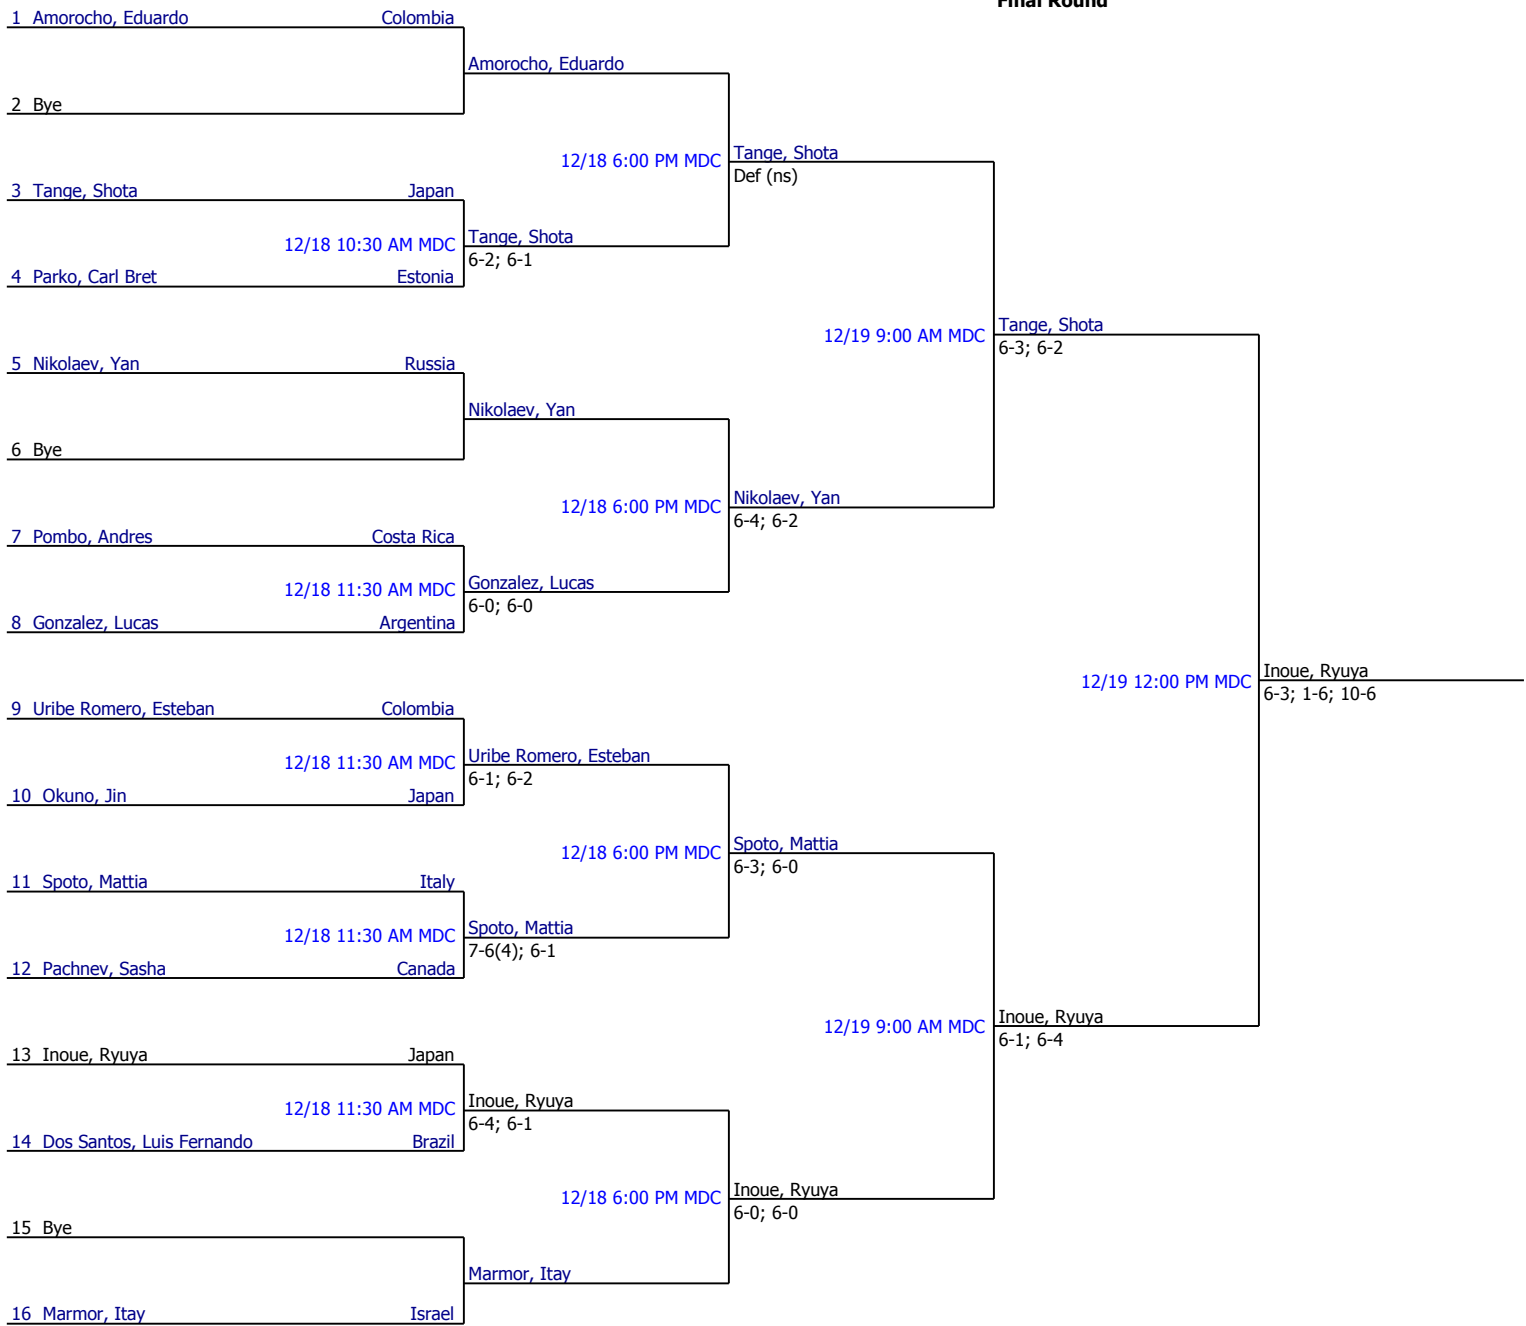 Final Round
1 Amorocho, Eduardo Colombia
Amorocho, Eduardo
2 Bye
12/18 6:00 PM MDC Tange, Shota
Def (ns)
3 Tange, Shota Japan
12/18 10:30 AM MDC Tange, Shota
6-2; 6-1
4 Parko, Carl Bret Estonia
12/19 9:00 AM MDC Tange, Shota
6-3; 6-2
5 Nikolaev, Yan Russia
Nikolaev, Yan
6 Bye
12/18 6:00 PM MDC Nikolaev, Yan
6-4; 6-2
7 Pombo, Andres Costa Rica
12/18 11:30 AM MDC Gonzalez, Lucas
6-0; 6-0
8 Gonzalez, Lucas Argentina
12/19 12:00 PM MDC Inoue, Ryuya
6-3; 1-6; 10-6
9 Uribe Romero, Esteban Colombia
12/18 11:30 AM MDC Uribe Romero, Esteban
6-1; 6-2
10 Okuno, Jin Japan
12/18 6:00 PM MDC Spoto, Mattia
6-3; 6-0
11 Spoto, Mattia Italy
12/18 11:30 AM MDC Spoto, Mattia
7-6(4); 6-1
12 Pachnev, Sasha Canada
12/19 9:00 AM MDC Inoue, Ryuya
6-1; 6-4
13 Inoue, Ryuya Japan
12/18 11:30 AM MDC Inoue, Ryuya
6-4; 6-1
14 Dos Santos, Luis Fernando Brazil
12/18 6:00 PM MDC Inoue, Ryuya
6-0; 6-0
15 Bye
Marmor, Itay
16 Marmor, Itay Israel